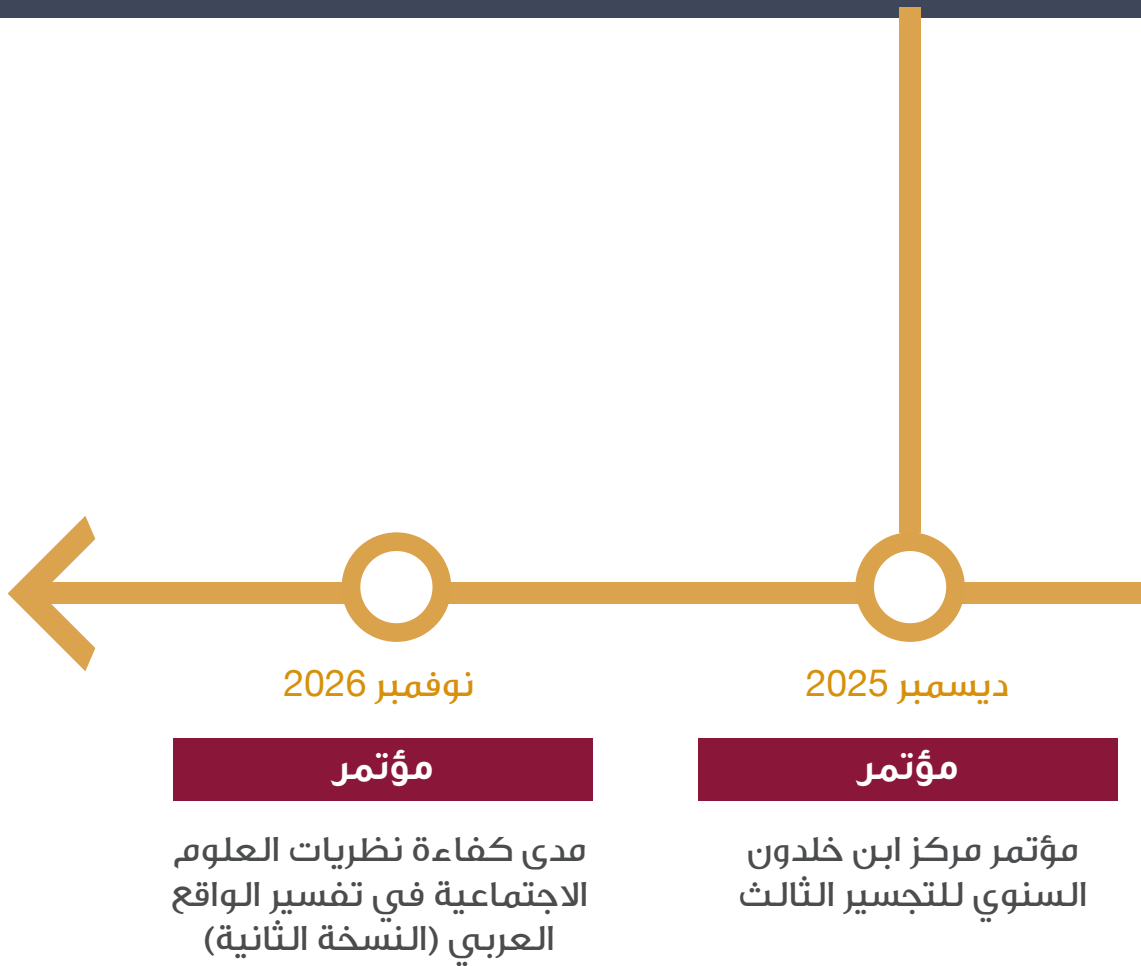 ديسمبر 2025
مؤتمر
مؤتمر مركز ابن خلدون
السنوي للتجسير الثالث
نوفمبر 2026
مؤتمر
مدى كفاءة نظريات العلوم
الاجتماعية في تفسير الواقع
العربي (النسخة الثانية)